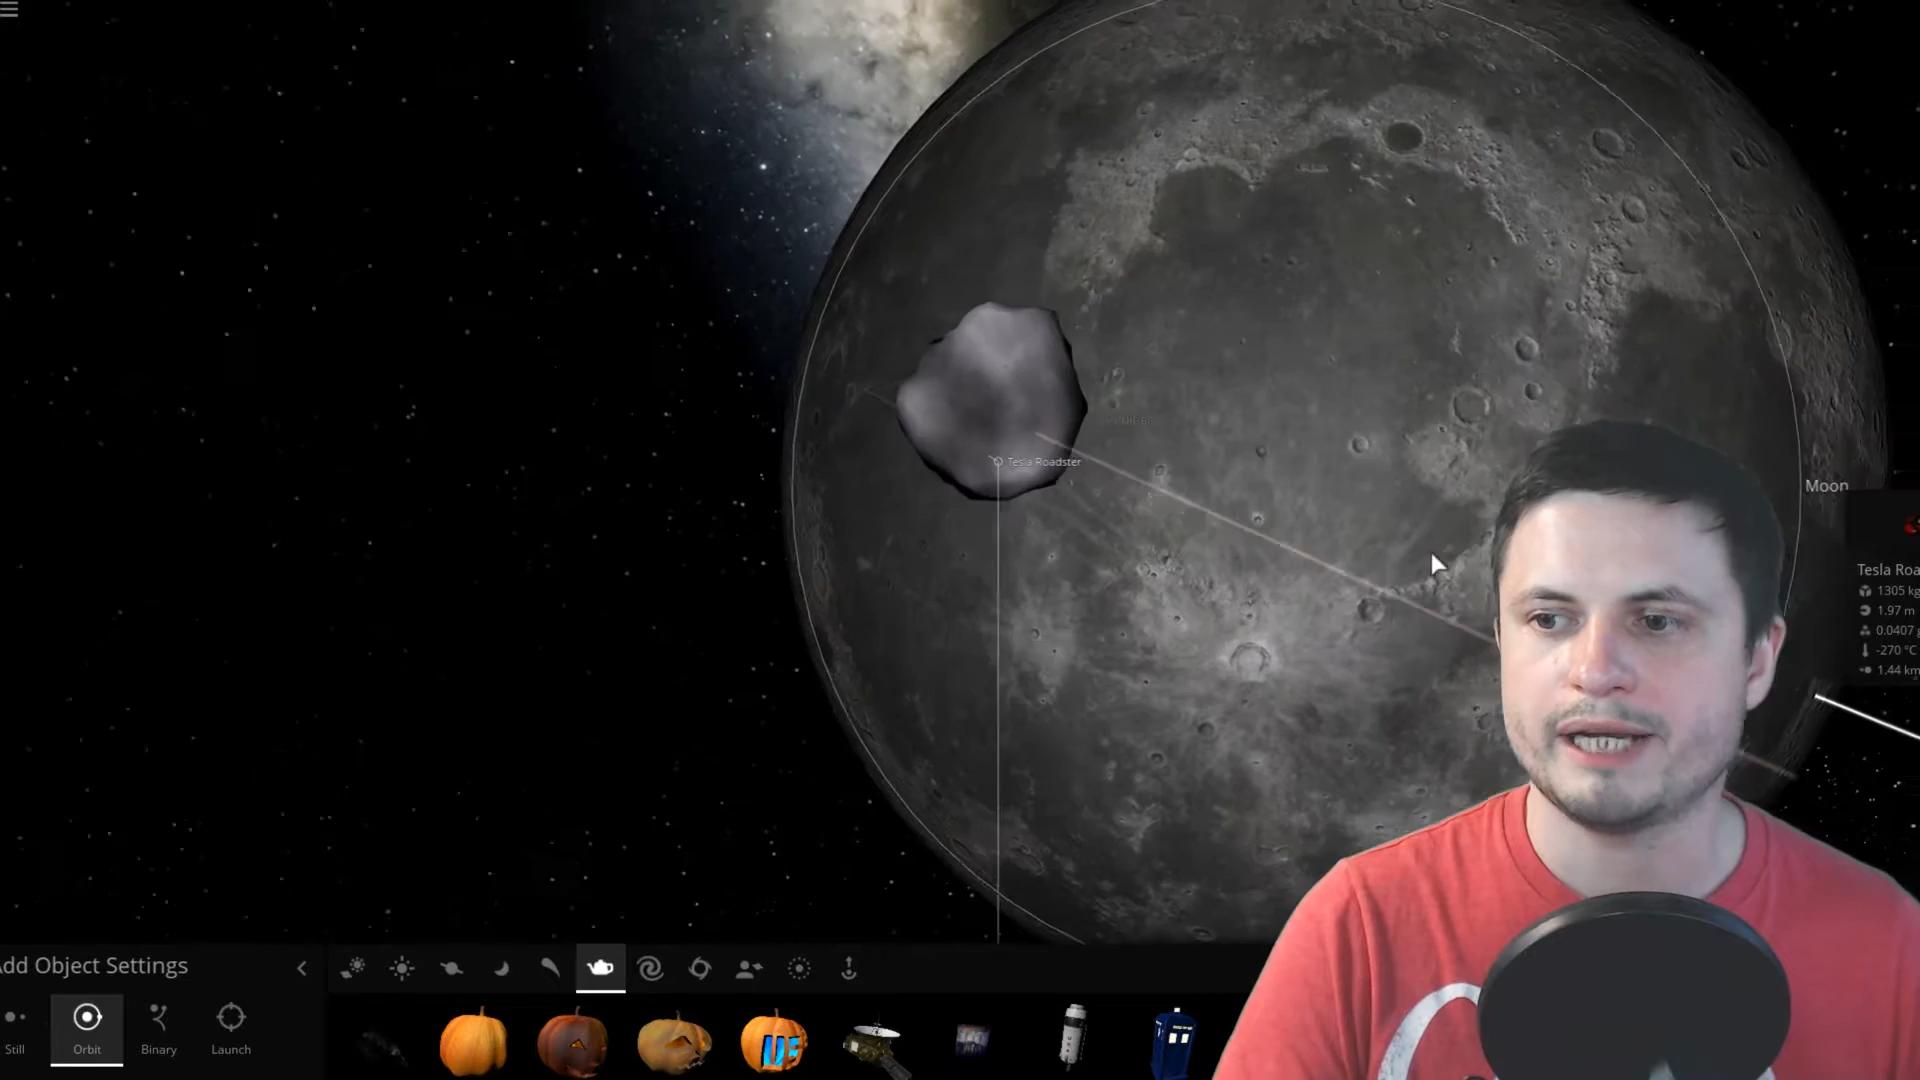 Tesla Roadster
Moon
Tesla Roa
1305 kg
1.97 m
0.0407 g
-270 °C
1.44 km
dd Object Settings
Still
Orbit
Binary
Launch